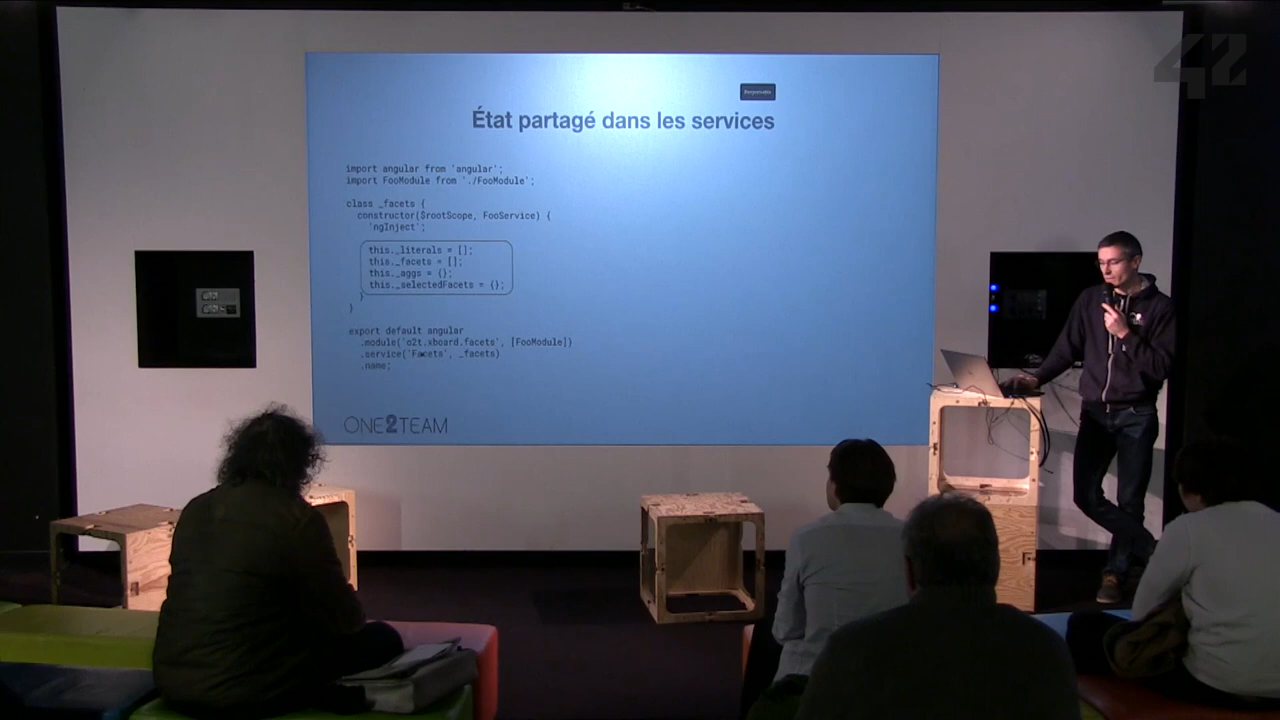 42
Responsable
État partagé dans les services
import angular from 'angular';
import FooModule from './FooModule';
class _facets {
constructor($rootScope, FooService) {
'ngInject';
this._literals = [];
this._facets = [];
this._aggs = {};
this._selectedFacets = {};
}
}
export default angular
.module('o2t.xboard.facets', [FooModule])
.service('Facets', _facets)
.name;
ONE2TEAM